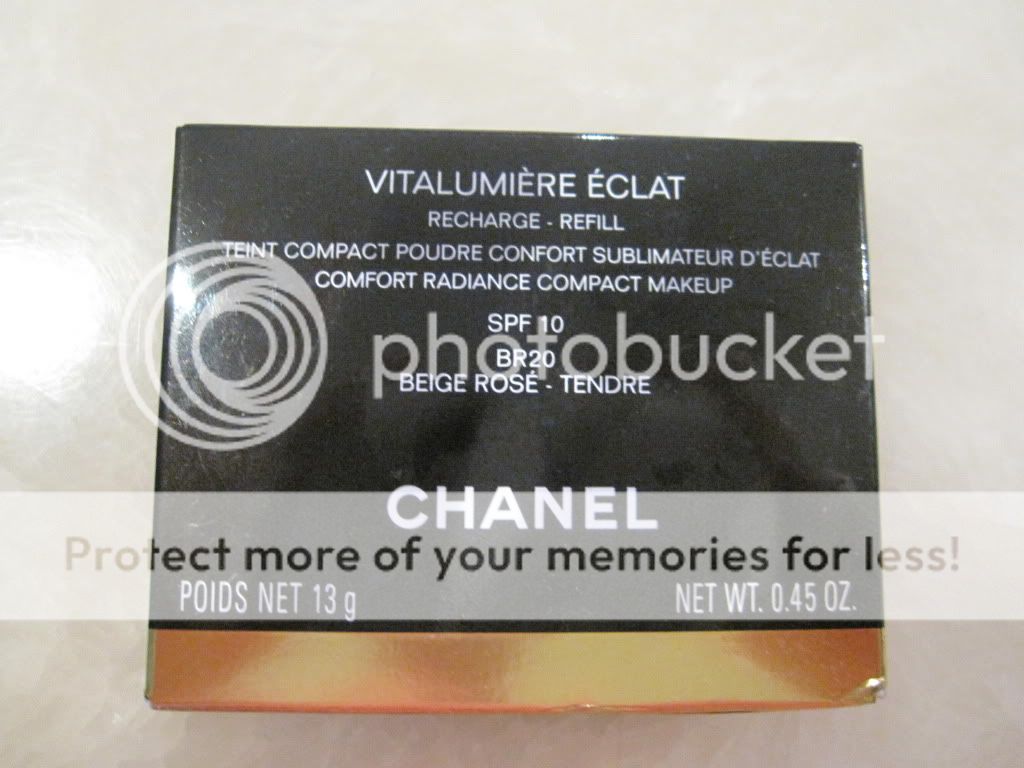 VITALUMIÈRE ÉCLAT
RECHARGE - REFILL
TEINT COMPACT POUDRE CONFORT SUBLIMATEUR D'ÉCLAT
COMFORT RADIANCE COMPACT MAKEUP
SPF 10
photobucket
BR20
BEIGE ROSÉ - TENDRE
CHANEL
Protect more of your memories for less!
POIDS NET 13 g NET WT. 0.45 OZ.